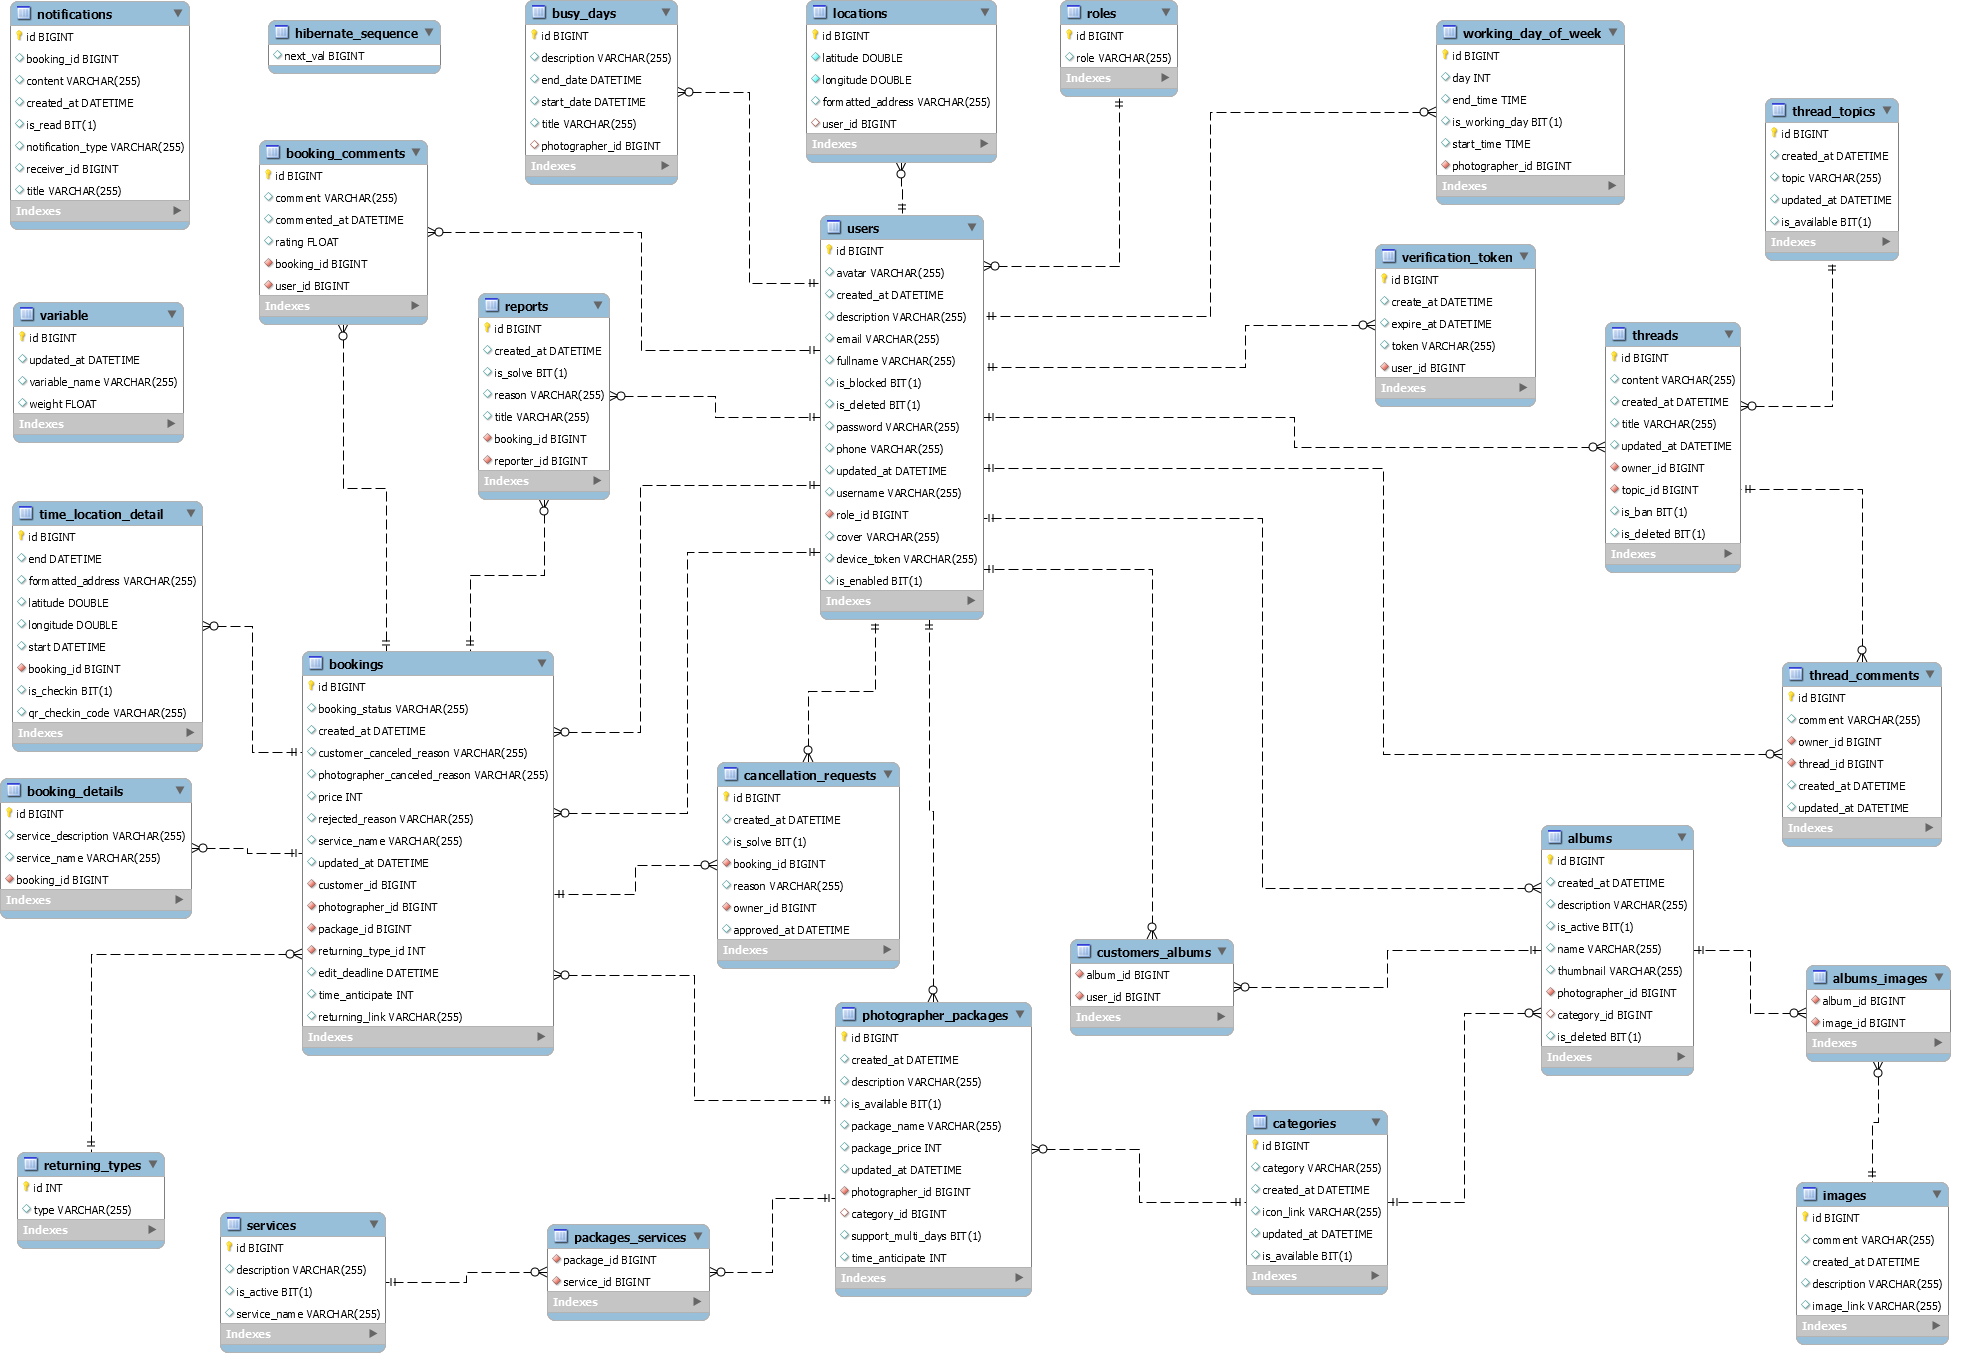 notifications
id BIGINT
booking_id BIGINT
content VARCHAR(255)
created_at DATETIME
is_read BIT(1)
notification_type VARCHAR(255)
receiver_id BIGINT
title VARCHAR(255)
Indexes
hibernate_sequence
next_val BIGINT
busy_days
id BIGINT
description VARCHAR(255)
end_date DATETIME
start_date DATETIME
title VARCHAR(255)
photographer_id BIGINT
Indexes
locations
id BIGINT
latitude DOUBLE
longitude DOUBLE
formatted_address VARCHAR(255)
user_id BIGINT
Indexes
roles
id BIGINT
role VARCHAR(255)
Indexes
working_day_of_week
id BIGINT
day INT
end_time TIME
is_working_day BIT(1)
start_time TIME
photographer_id BIGINT
Indexes
thread_topics
id BIGINT
created_at DATETIME
topic VARCHAR(255)
updated_at DATETIME
is_available BIT(1)
Indexes
booking_comments
id BIGINT
comment VARCHAR(255)
commented_at DATETIME
rating FLOAT
booking_id BIGINT
user_id BIGINT
Indexes
users
id BIGINT
avatar VARCHAR(255)
created_at DATETIME
description VARCHAR(255)
email VARCHAR(255)
fullname VARCHAR(255)
is_blocked BIT(1)
is_deleted BIT(1)
password VARCHAR(255)
phone VARCHAR(255)
updated_at DATETIME
username VARCHAR(255)
role_id BIGINT
cover VARCHAR(255)
device_token VARCHAR(255)
is_enabled BIT(1)
Indexes
verification_token
id BIGINT
create_at DATETIME
expire_at DATETIME
token VARCHAR(255)
user_id BIGINT
Indexes
variable
id BIGINT
updated_at DATETIME
variable_name VARCHAR(255)
weight FLOAT
Indexes
reports
id BIGINT
created_at DATETIME
is_solve BIT(1)
reason VARCHAR(255)
title VARCHAR(255)
booking_id BIGINT
reporter_id BIGINT
Indexes
threads
id BIGINT
content VARCHAR(255)
created_at DATETIME
title VARCHAR(255)
updated_at DATETIME
owner_id BIGINT
topic_id BIGINT
is_ban BIT(1)
is_deleted BIT(1)
Indexes
time_location_detail
id BIGINT
end DATETIME
formatted_address VARCHAR(255)
latitude DOUBLE
longitude DOUBLE
start DATETIME
booking_id BIGINT
is_checkin BIT(1)
qr_checkin_code VARCHAR(255)
Indexes
bookings
id BIGINT
booking_status VARCHAR(255)
created_at DATETIME
customer_canceled_reason VARCHAR(255)
photographer_canceled_reason VARCHAR(255)
price INT
rejected_reason VARCHAR(255)
service_name VARCHAR(255)
updated_at DATETIME
customer_id BIGINT
photographer_id BIGINT
package_id BIGINT
returning_type_id INT
edit_deadline DATETIME
time_anticipate INT
returning_link VARCHAR(255)
Indexes
thread_comments
id BIGINT
comment VARCHAR(255)
owner_id BIGINT
thread_id BIGINT
created_at DATETIME
updated_at DATETIME
Indexes
booking_details
id BIGINT
service_description VARCHAR(255)
service_name VARCHAR(255)
booking_id BIGINT
Indexes
cancellation_requests
id BIGINT
created_at DATETIME
is_solve BIT(1)
booking_id BIGINT
reason VARCHAR(255)
owner_id BIGINT
approved_at DATETIME
Indexes
albums
id BIGINT
created_at DATETIME
description VARCHAR(255)
is_active BIT(1)
name VARCHAR(255)
thumbnail VARCHAR(255)
photographer_id BIGINT
category_id BIGINT
is_deleted BIT(1)
Indexes
customers_albums
album_id BIGINT
user_id BIGINT
Indexes
albums_images
album_id BIGINT
image_id BIGINT
Indexes
photographer_packages
id BIGINT
created_at DATETIME
description VARCHAR(255)
is_available BIT(1)
package_name VARCHAR(255)
package_price INT
updated_at DATETIME
photographer_id BIGINT
category_id BIGINT
support_multi_days BIT(1)
time_anticipate INT
Indexes
categories
id BIGINT
category VARCHAR(255)
created_at DATETIME
icon_link VARCHAR(255)
updated_at DATETIME
is_available BIT(1)
Indexes
returning_types
id INT
type VARCHAR(255)
Indexes
images
id BIGINT
comment VARCHAR(255)
created_at DATETIME
description VARCHAR(255)
image_link VARCHAR(255)
Indexes
services
id BIGINT
description VARCHAR(255)
is_active BIT(1)
service_name VARCHAR(255)
Indexes
packages_services
package_id BIGINT
service_id BIGINT
Indexes